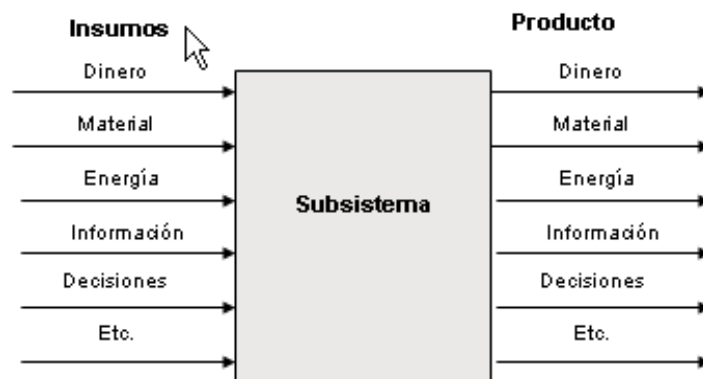 Insumos
Producto
Dinero
Dinero
Material
Material
Energía
Energía
Subsistema
Información
Información
Decisiones
Decisiones
Etc.
Etc.